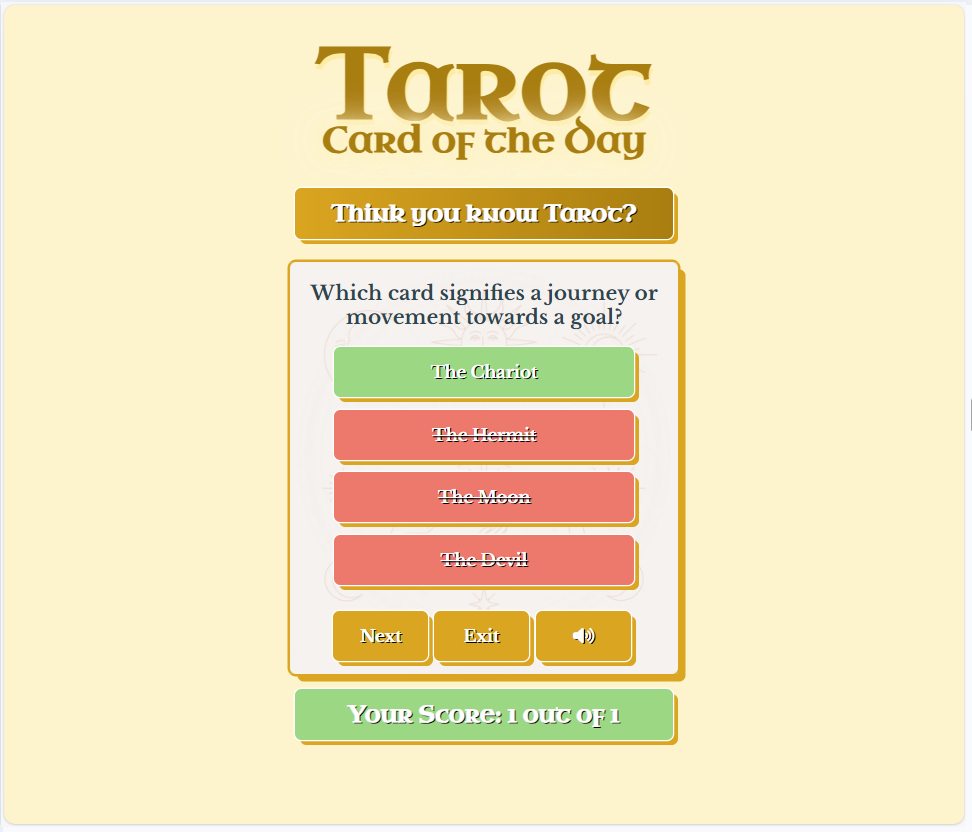 Tarot
Card of the Day
Think you know Tarot?
Which card signifies a journey or
movement towards a goal?
The Chariot
The Hermit
The Moon
The Devil
Next Exit
Your Score: 1 out of 1